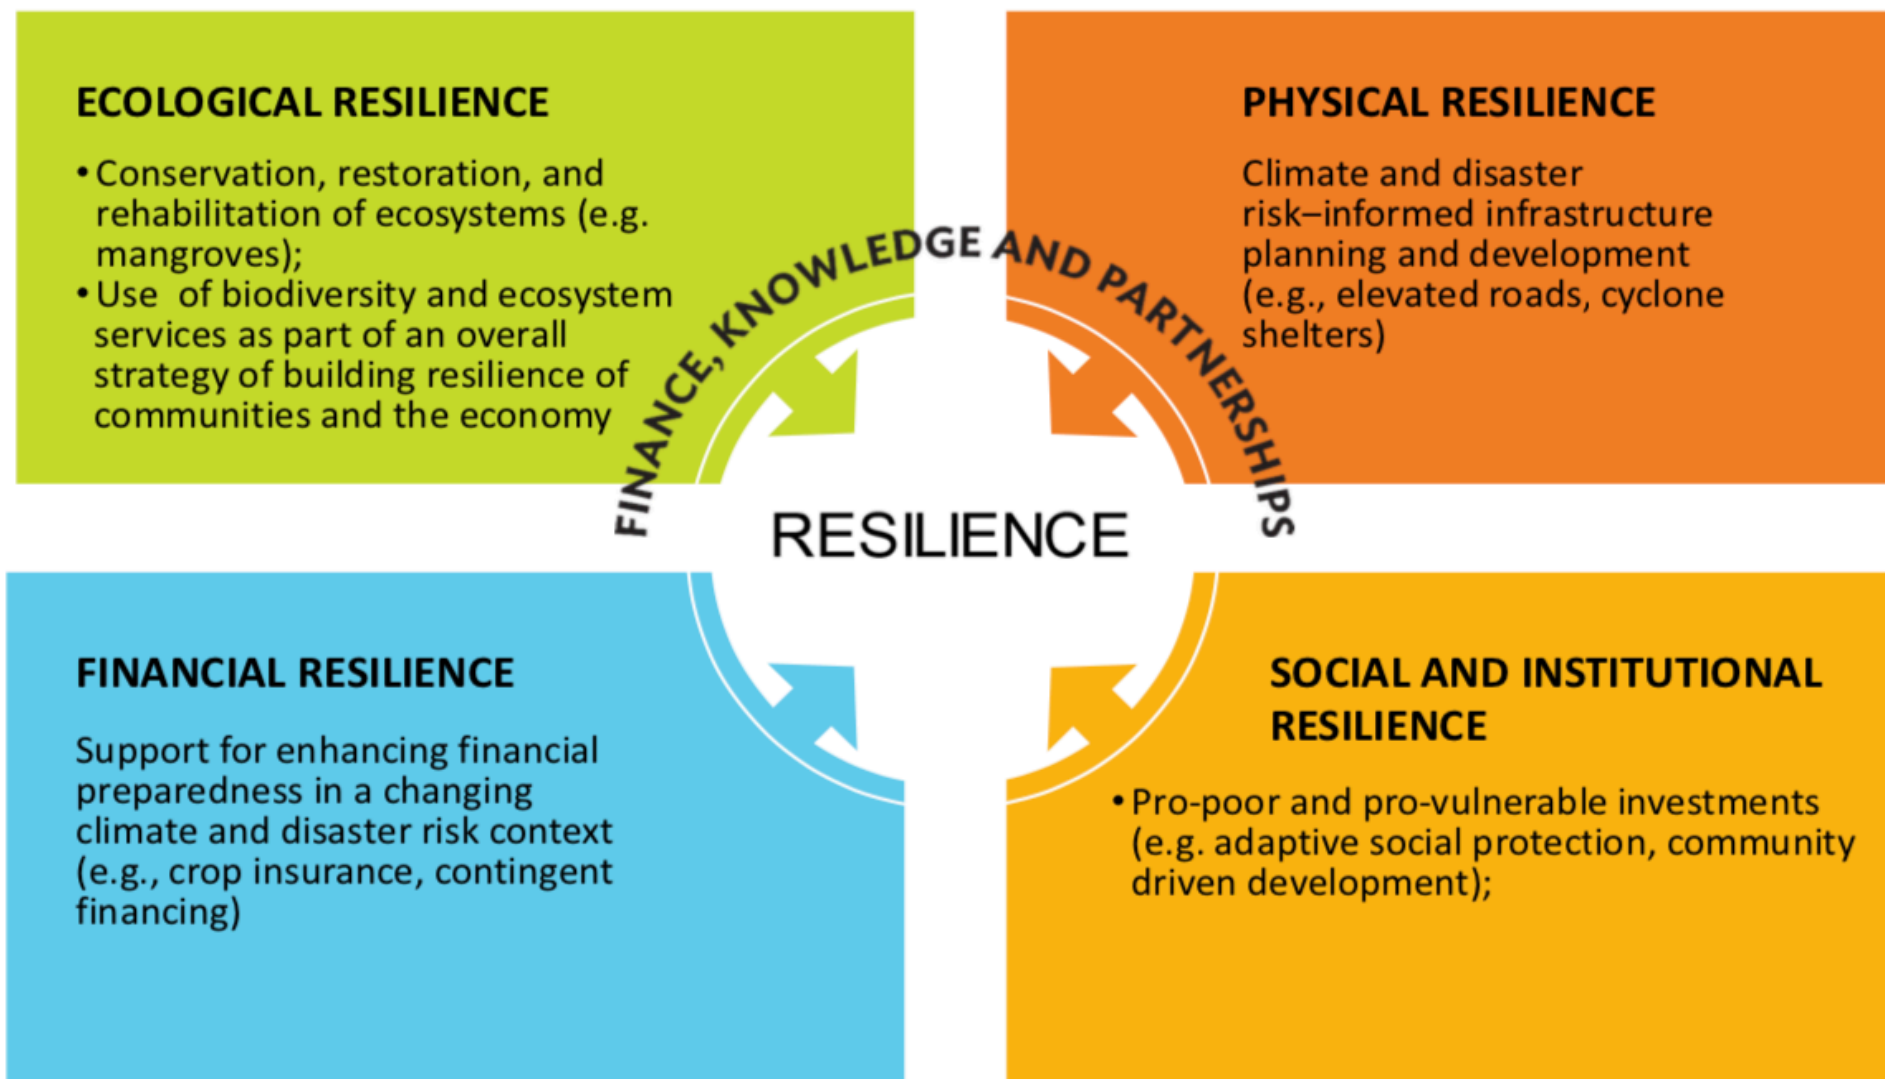 ECOLOGICAL RESILIENCE
• Conservation, restoration, and
rehabilitation of ecosystems (e.g.
mangroves);
• Use  of biodiversity and ecosystem
services as part of an overall
strategy of building resilience of
communities and the economy
PHYSICAL RESILIENCE
Climate and disaster
risk–informed infrastructure
planning and development
(e.g., elevated roads, cyclone
shelters)
FINANCE, KNOWLEDGE AND PARTNERSHIPS
RESILIENCE
FINANCIAL RESILIENCE
Support for enhancing financial
preparedness in a changing
climate and disaster risk context
(e.g., crop insurance, contingent
financing)
SOCIAL AND INSTITUTIONAL
RESILIENCE
• Pro-poor and pro-vulnerable investments
(e.g. adaptive social protection, community
driven development);